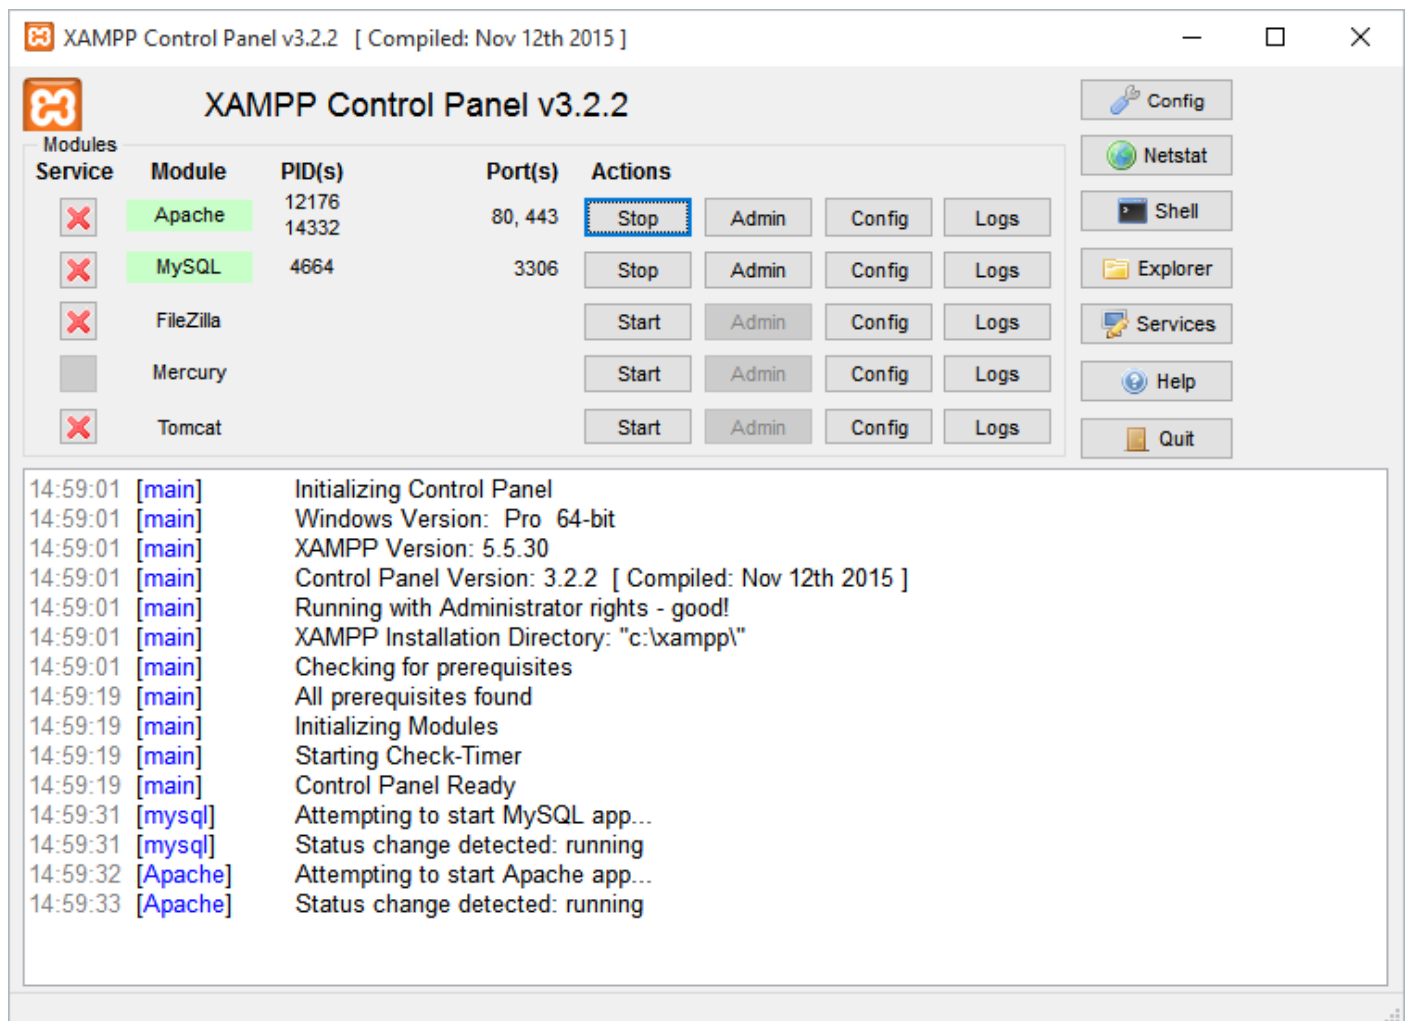 XAMPP Control Panel v3.2.2 [ Compiled: Nov 12th 2015 ]
XAMPP Control Panel v3.2.2
Config
Netstat
Shell
Explorer
Services
Help
Quit
Modules
Service Module PID(s) Port(s) Actions
Apache 12176 14332 80, 443 Stop Admin Config Logs
MySQL 4664 3306 Stop Admin Config Logs
FileZilla Start Admin Config Logs
Mercury Start Admin Config Logs
Tomcat Start Admin Config Logs
14:59:01 [main] Initializing Control Panel
14:59:01 [main] Windows Version: Pro 64-bit
14:59:01 [main] XAMPP Version: 5.5.30
14:59:01 [main] Control Panel Version: 3.2.2 [ Compiled: Nov 12th 2015 ]
14:59:01 [main] Running with Administrator rights - good!
14:59:01 [main] XAMPP Installation Directory: "c:\xampp\"
14:59:01 [main] Checking for prerequisites
14:59:19 [main] All prerequisites found
14:59:19 [main] Initializing Modules
14:59:19 [main] Starting Check-Timer
14:59:19 [main] Control Panel Ready
14:59:31 [mysql] Attempting to start MySQL app...
14:59:31 [mysql] Status change detected: running
14:59:32 [Apache] Attempting to start Apache app...
14:59:33 [Apache] Status change detected: running